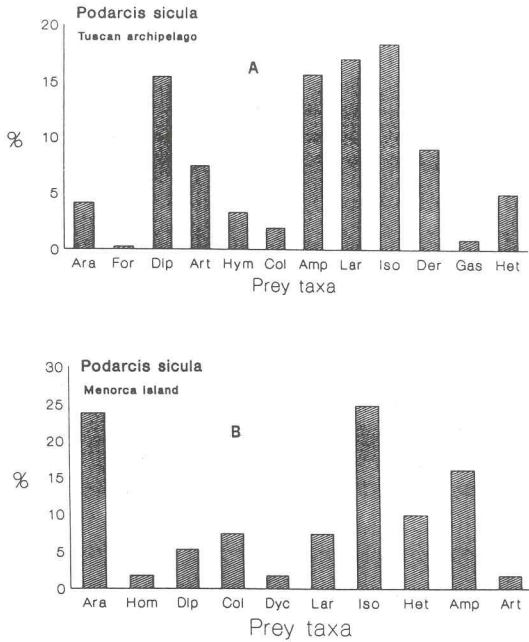 Podarcis sicula
Tuscan archipelago
A
20
15
10
5
0
%
Ara For Dip Art Hym Col Amp Lar Iso Der Gas Het
Prey taxa
Podarcis sicula
Menorca Island
B
30
25
20
15
10
5
0
%
Ara Hom Dip Col Dyc Lar Iso Het Amp Art
Prey taxa